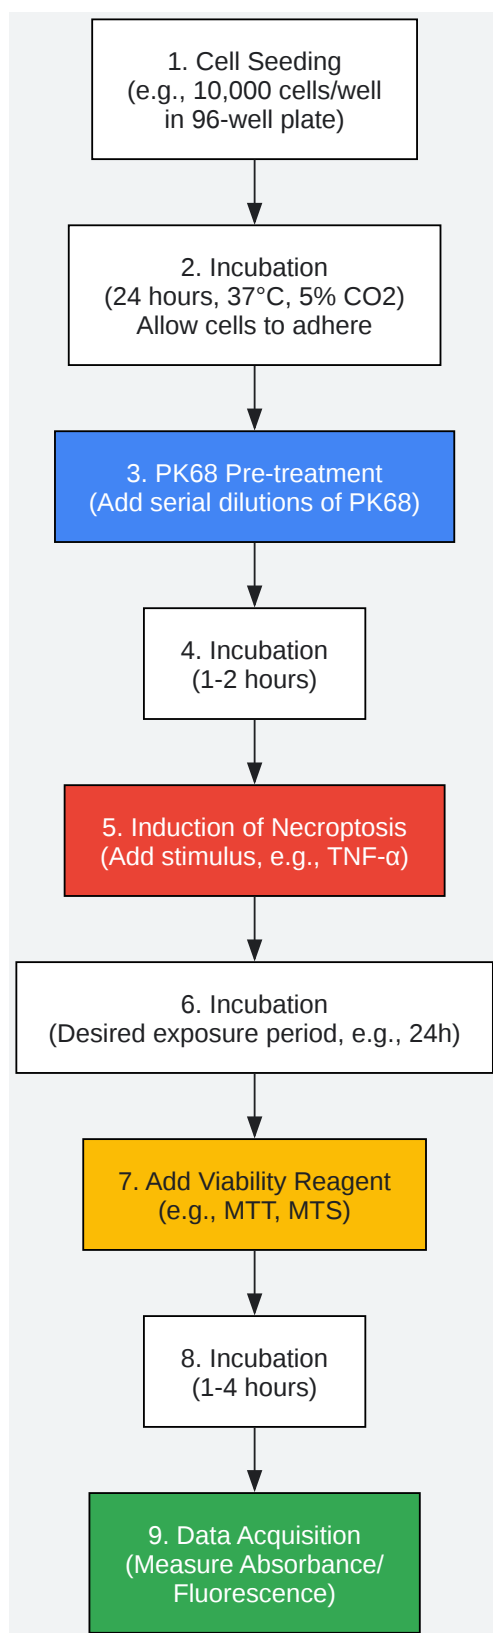 1. Cell Seeding
(e.g., 10,000 cells/well
in 96-well plate)
2. Incubation
(24 hours, 37°C, 5% CO2)
Allow cells to adhere
3. PK68 Pre-treatment
(Add serial dilutions of PK68)
4. Incubation
(1-2 hours)
5. Induction of Necroptosis
(Add stimulus, e.g., TNF-α)
6. Incubation
(Desired exposure period, e.g., 24h)
7. Add Viability Reagent
(e.g., MTT, MTS)
8. Incubation
(1-4 hours)
9. Data Acquisition
(Measure Absorbance/
Fluorescence)